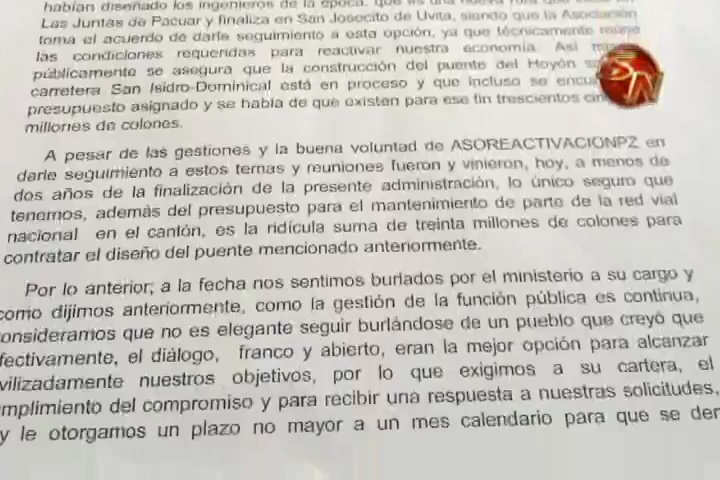 habían diseñado los ingenieros de la época, que es una nueva ruta que
Las Juntas de Pacuar y finaliza en San Josecito de Uvita, siendo que la Asociación
toma el acuerdo de darle seguimiento a esta opción, ya que técnicamente reúne
las condiciones requeridas para reactivar nuestra economía. Así
públicamente se asegura que la construcción del puente del Hoyón
carretera San Isidro-Dominical está en proceso y que incluso se
presupuesto asignado y se habla de que existen para ese fin trescientos
millones de colones.
A pesar de las gestiones y la buena voluntad de ASOREACTIVACIONPZ en
darle seguimiento a estos temas y reuniones fueron y vinieron, hoy, a menos de
dos años de la finalización de la presente administración, lo único seguro que
tenemos, además del presupuesto para el mantenimiento de parte de la red vial
nacional en el cantón, es la ridícula suma de treinta millones de colones para
contratar el diseño del puente mencionado anteriormente.
Por lo anterior, a la fecha nos sentimos burlados por el ministerio a su cargo y
como dijimos anteriormente, como la gestión de la función pública es continua,
onsideramos que no es elegante seguir burlándose de un pueblo que creyó que
fectivamente, el diálogo, franco y abierto, eran la mejor opción para alcanzar
vilizadamente nuestros objetivos, por lo que exigimos a su cartera, el
mplimiento del compromiso y para recibir una respuesta a nuestras solicitudes,
y le otorgamos un plazo no mayor a un mes calendario para que se den